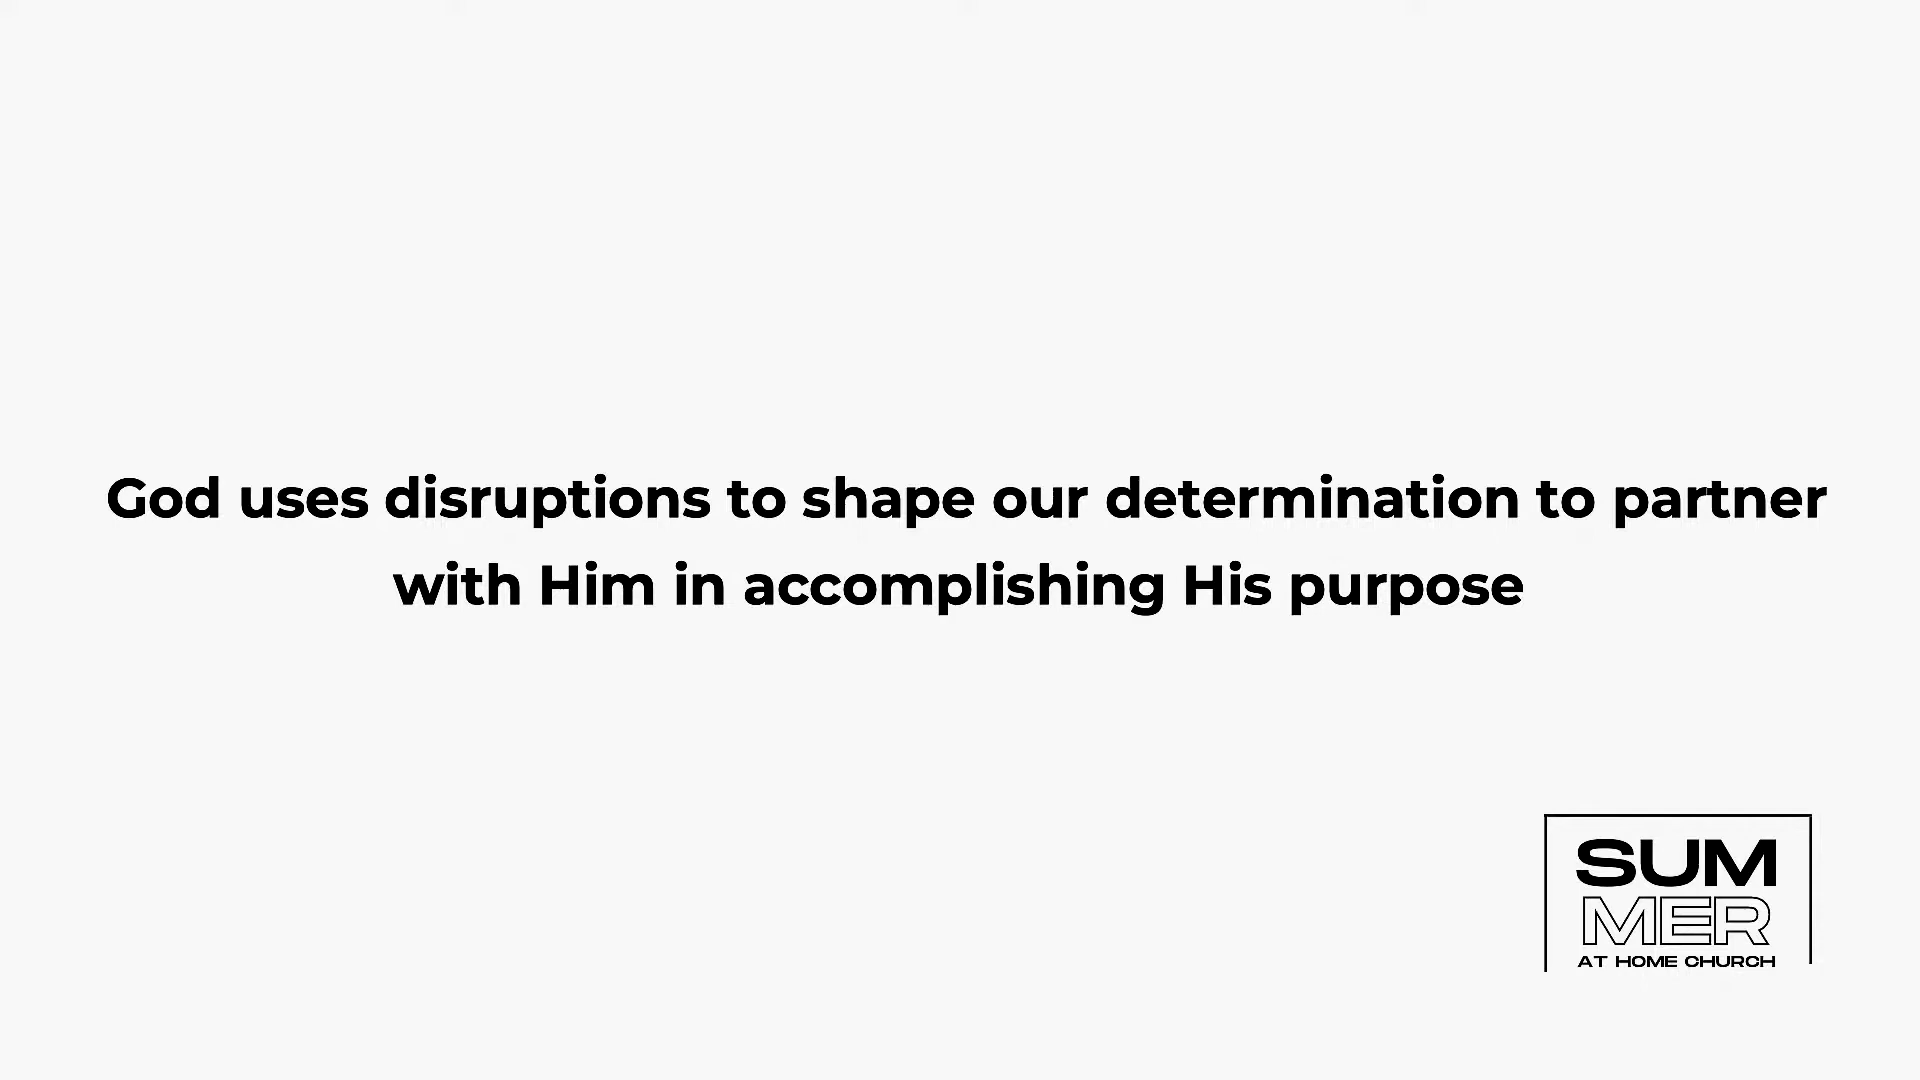 God uses disruptions to shape our determination to partner
with Him in accomplishing His purpose
SUM
MER
AT HOME CHURCH